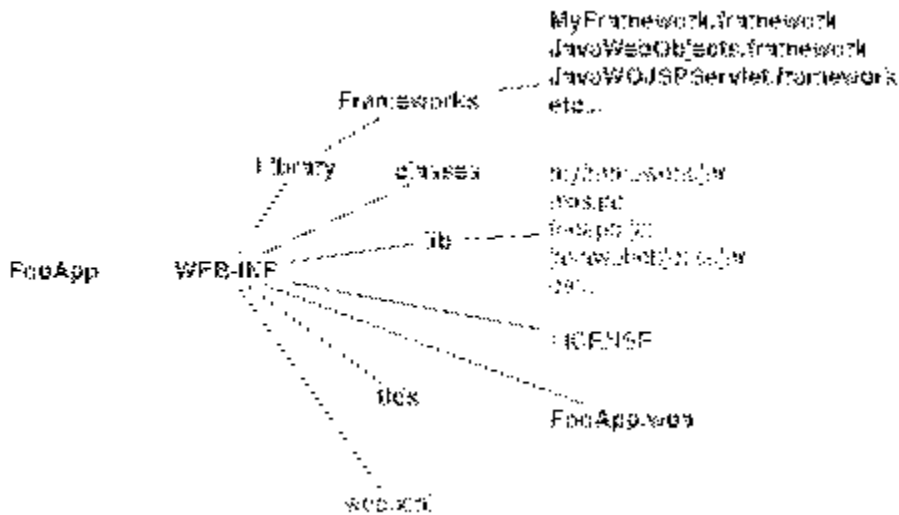 MyFramework.framework
JavaWebObjects.framework
JavaWOJSPServlet.framework
etc...
Frameworks
Library
classes
lib
FooApp
WEB-INF
LICENSE
tlds
FooApp.woa
web.xml